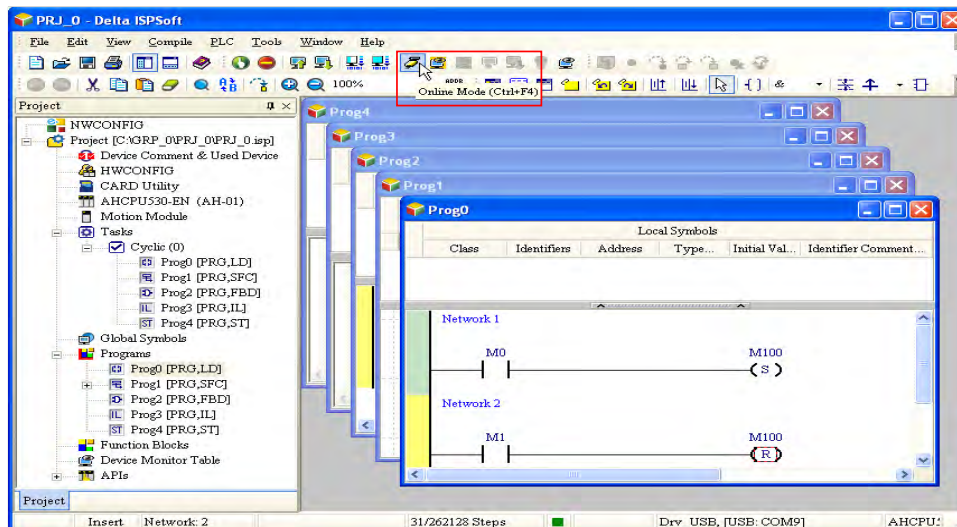 PRJ_0 - Delta ISPSoft
File Edit View Compile PLC Tools Window Help
100%
ADDR
Online Mode (Ctrl+F4)
Project
NWCONFIG
Project [C:\GRP_0\PRJ_0\PRJ_0.isp]
Device Comment & Used Device
HWCONFIG
CARD Utility
AHCPU530-EN (AH-01)
Motion Module
Tasks
Cyclic (0)
Prog0 [PRG,LD]
Prog1 [PRG,SFC]
Prog2 [PRG,FBD]
IL Prog3 [PRG,IL]
ST Prog4 [PRG,ST]
Global Symbols
Programs
Prog0 [PRG,LD]
Prog1 [PRG,SFC]
Prog2 [PRG,FBD]
IL Prog3 [PRG,IL]
ST Prog4 [PRG,ST]
Function Blocks
Device Monitor Table
APIs
Project
Prog4
Prog3
Prog2
Prog1
Prog0
Local Symbols
Class Identifiers Address Type... Initial Val... Identifier Comment...
Network 1
M0 M100
S
Network 2
M1 M100
R
Insert Network: 2 31/262128 Steps Drv_USB, [USB: COM9] AHCPU: